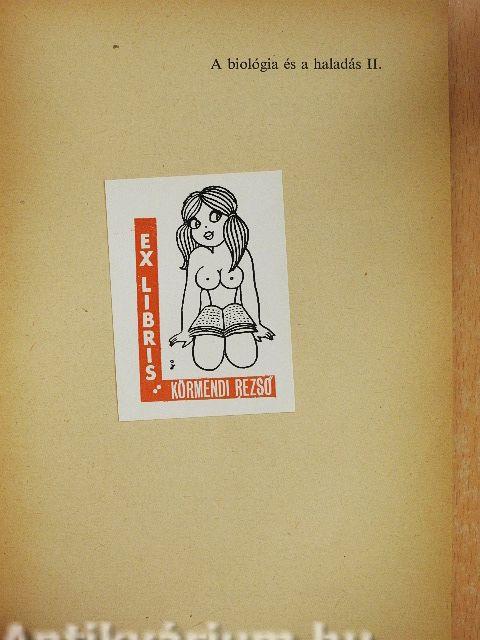 A biológia és a haladás II.
EX LIBRIS
KÖRMENDI REZSŐ
Antikvárium.hu